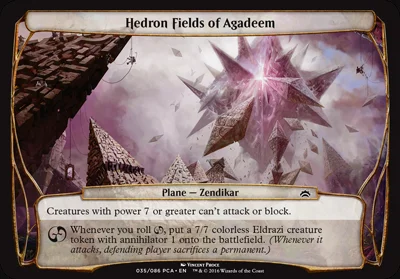 Hedron Fields of Agadeem
Plane — Zendikar
Creatures with power 7 or greater can't attack or block.
Whenever you roll , put a 7/7 colorless Eldrazi creature
token with annihilator 1 onto the battlefield. (Whenever it
attacks, defending player sacrifices a permanent.)
035/086 PCA • EN Vincent Proce ™ & © 2016 Wizards of the Coast